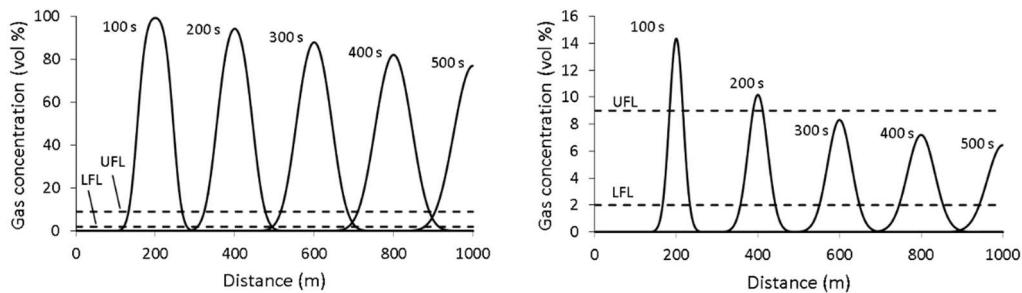 Gas concentration (vol %)
100
80
60
40
20
0
100 s
200 s
300 s
400 s
500 s
UFL
LFL
0 200 400 600 800 1000
Distance (m)
Gas concentration (vol %)
16
14
12
10
8
6
4
2
0
100 s
200 s
300 s
400 s
500 s
UFL
LFL
0 200 400 600 800 1000
Distance (m)